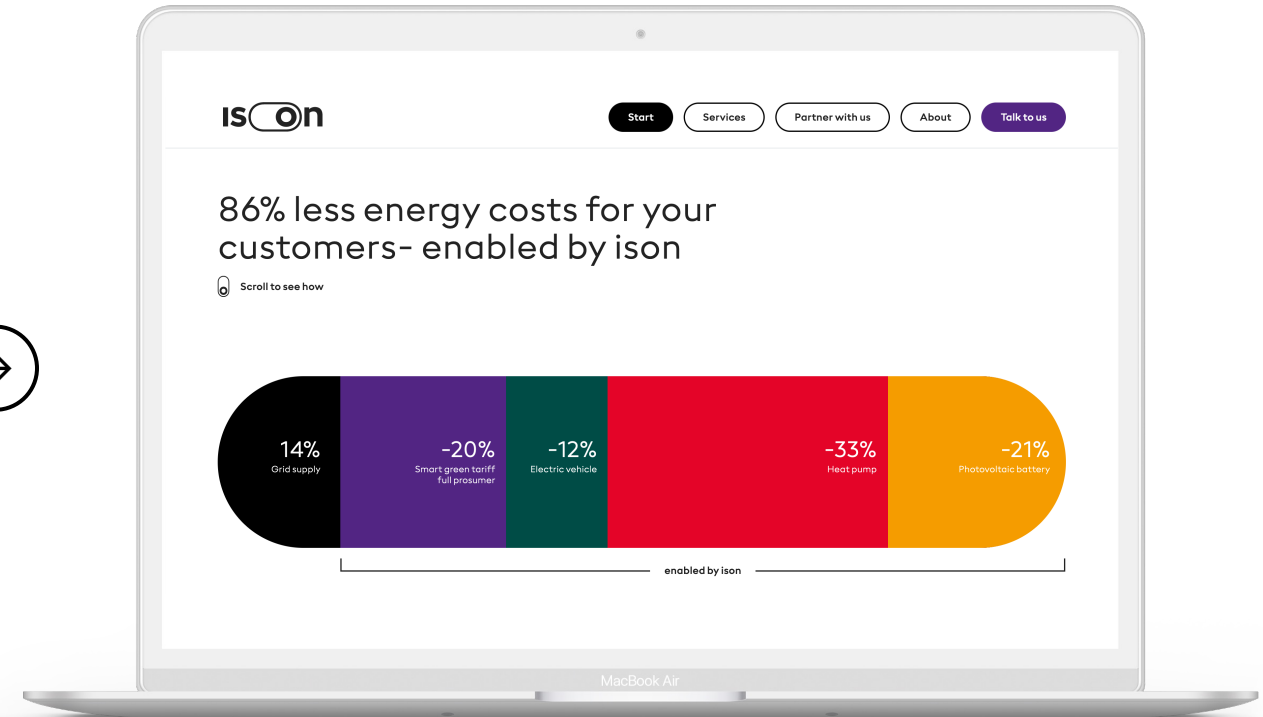 ison
Start
Services
Partner with us
About
Talk to us
86% less energy costs for your
customers- enabled by ison
Scroll to see how
14%
Grid supply
-20%
Smart green tariff
full prosumer
-12%
Electric vehicle
-33%
Heat pump
-21%
Photovoltaic battery
enabled by ison
MacBook Air